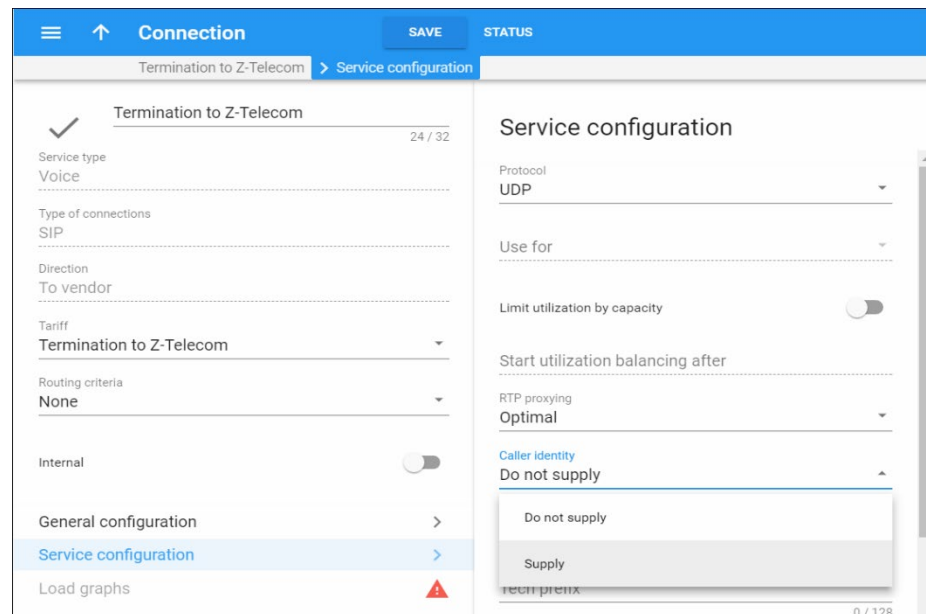 Connection
SAVE
STATUS
Termination to Z-Telecom
Service configuration
Termination to Z-Telecom
24 / 32
Service type
Voice
Type of connections
SIP
Direction
To vendor
Tariff
Termination to Z-Telecom
Routing criteria
None
Internal
General configuration
Service configuration
Load graphs
Service configuration
Protocol
UDP
Use for
Limit utilization by capacity
Start utilization balancing after
RTP proxying
Optimal
Caller identity
Do not supply
Do not supply
Supply
Tech prefix
0 / 128